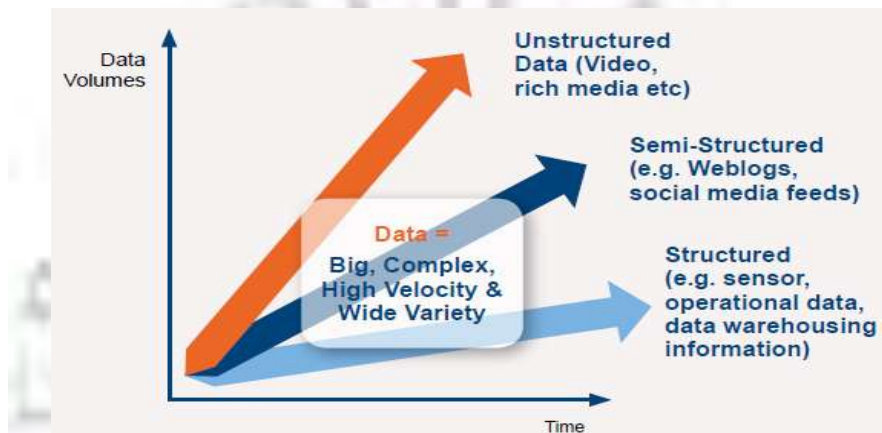 Data
Volumes
Unstructured
Data (Video,
rich media etc)
Semi-Structured
(e.g. Weblogs,
social media feeds)
Data =
Big, Complex,
High Velocity &
Wide Variety
Structured
(e.g. sensor,
operational data,
data warehousing
information)
Time